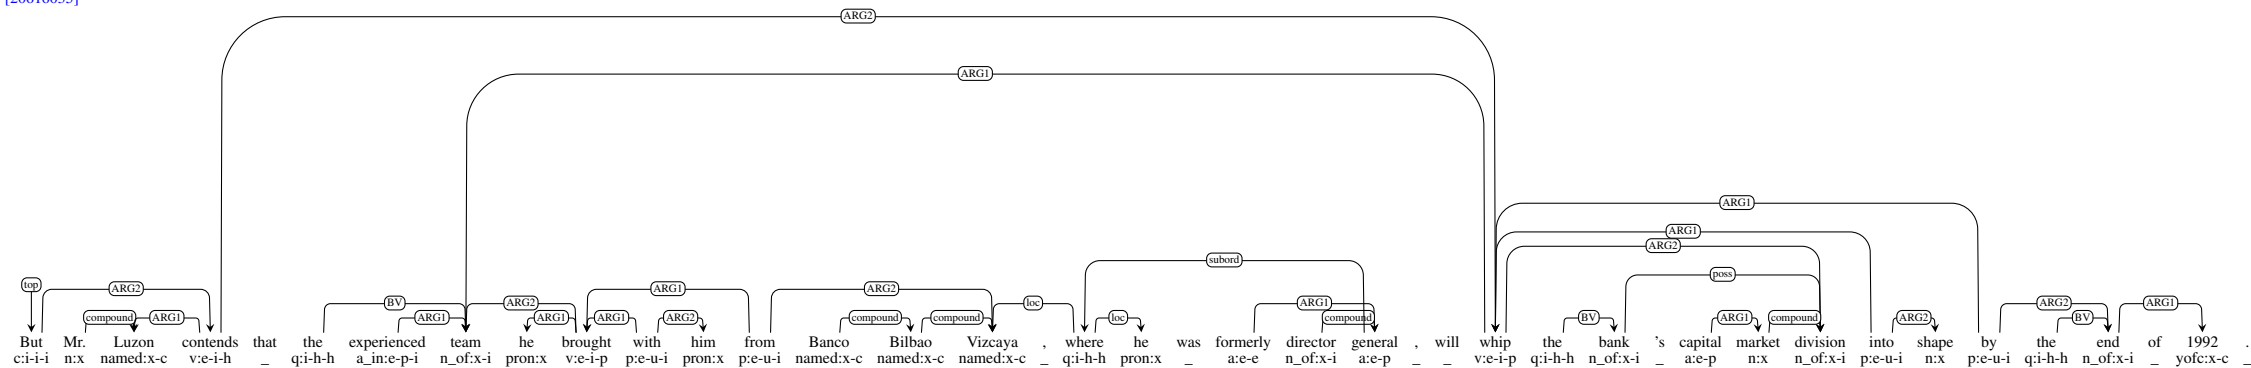 [20010053]
ARG2
ARG1
ARG1
ARG1
ARG2
subord
poss
top ARG2 ARG1 ARG2
BV ARG2 loc ARG1 ARG2 ARG1
compound ARG1 ARG1 ARG1 ARG1 ARG2 compound compound loc compound BV ARG1 compound ARG2 BV
But Mr. Luzon contends that the experienced team he brought with him from Banco Bilbao Vizcaya , where he was formerly director general , will whip the bank 's capital market division into shape by the end of 1992 .
c:i-i-i n:x named:x-c v:e-i-h _ q:i-h-h a_in:e-p-i n_of:x-i pron:x v:e-i-p p:e-u-i pron:x p:e-u-i named:x-c named:x-c named:x-c _ q:i-h-h pron:x _ a:e-e n_of:x-i a:e-p _ _ v:e-i-p q:i-h-h n_of:x-i _ a:e-p n:x n_of:x-i p:e-u-i n:x p:e-u-i q:i-h-h n_of:x-i _ yofc:x-c _